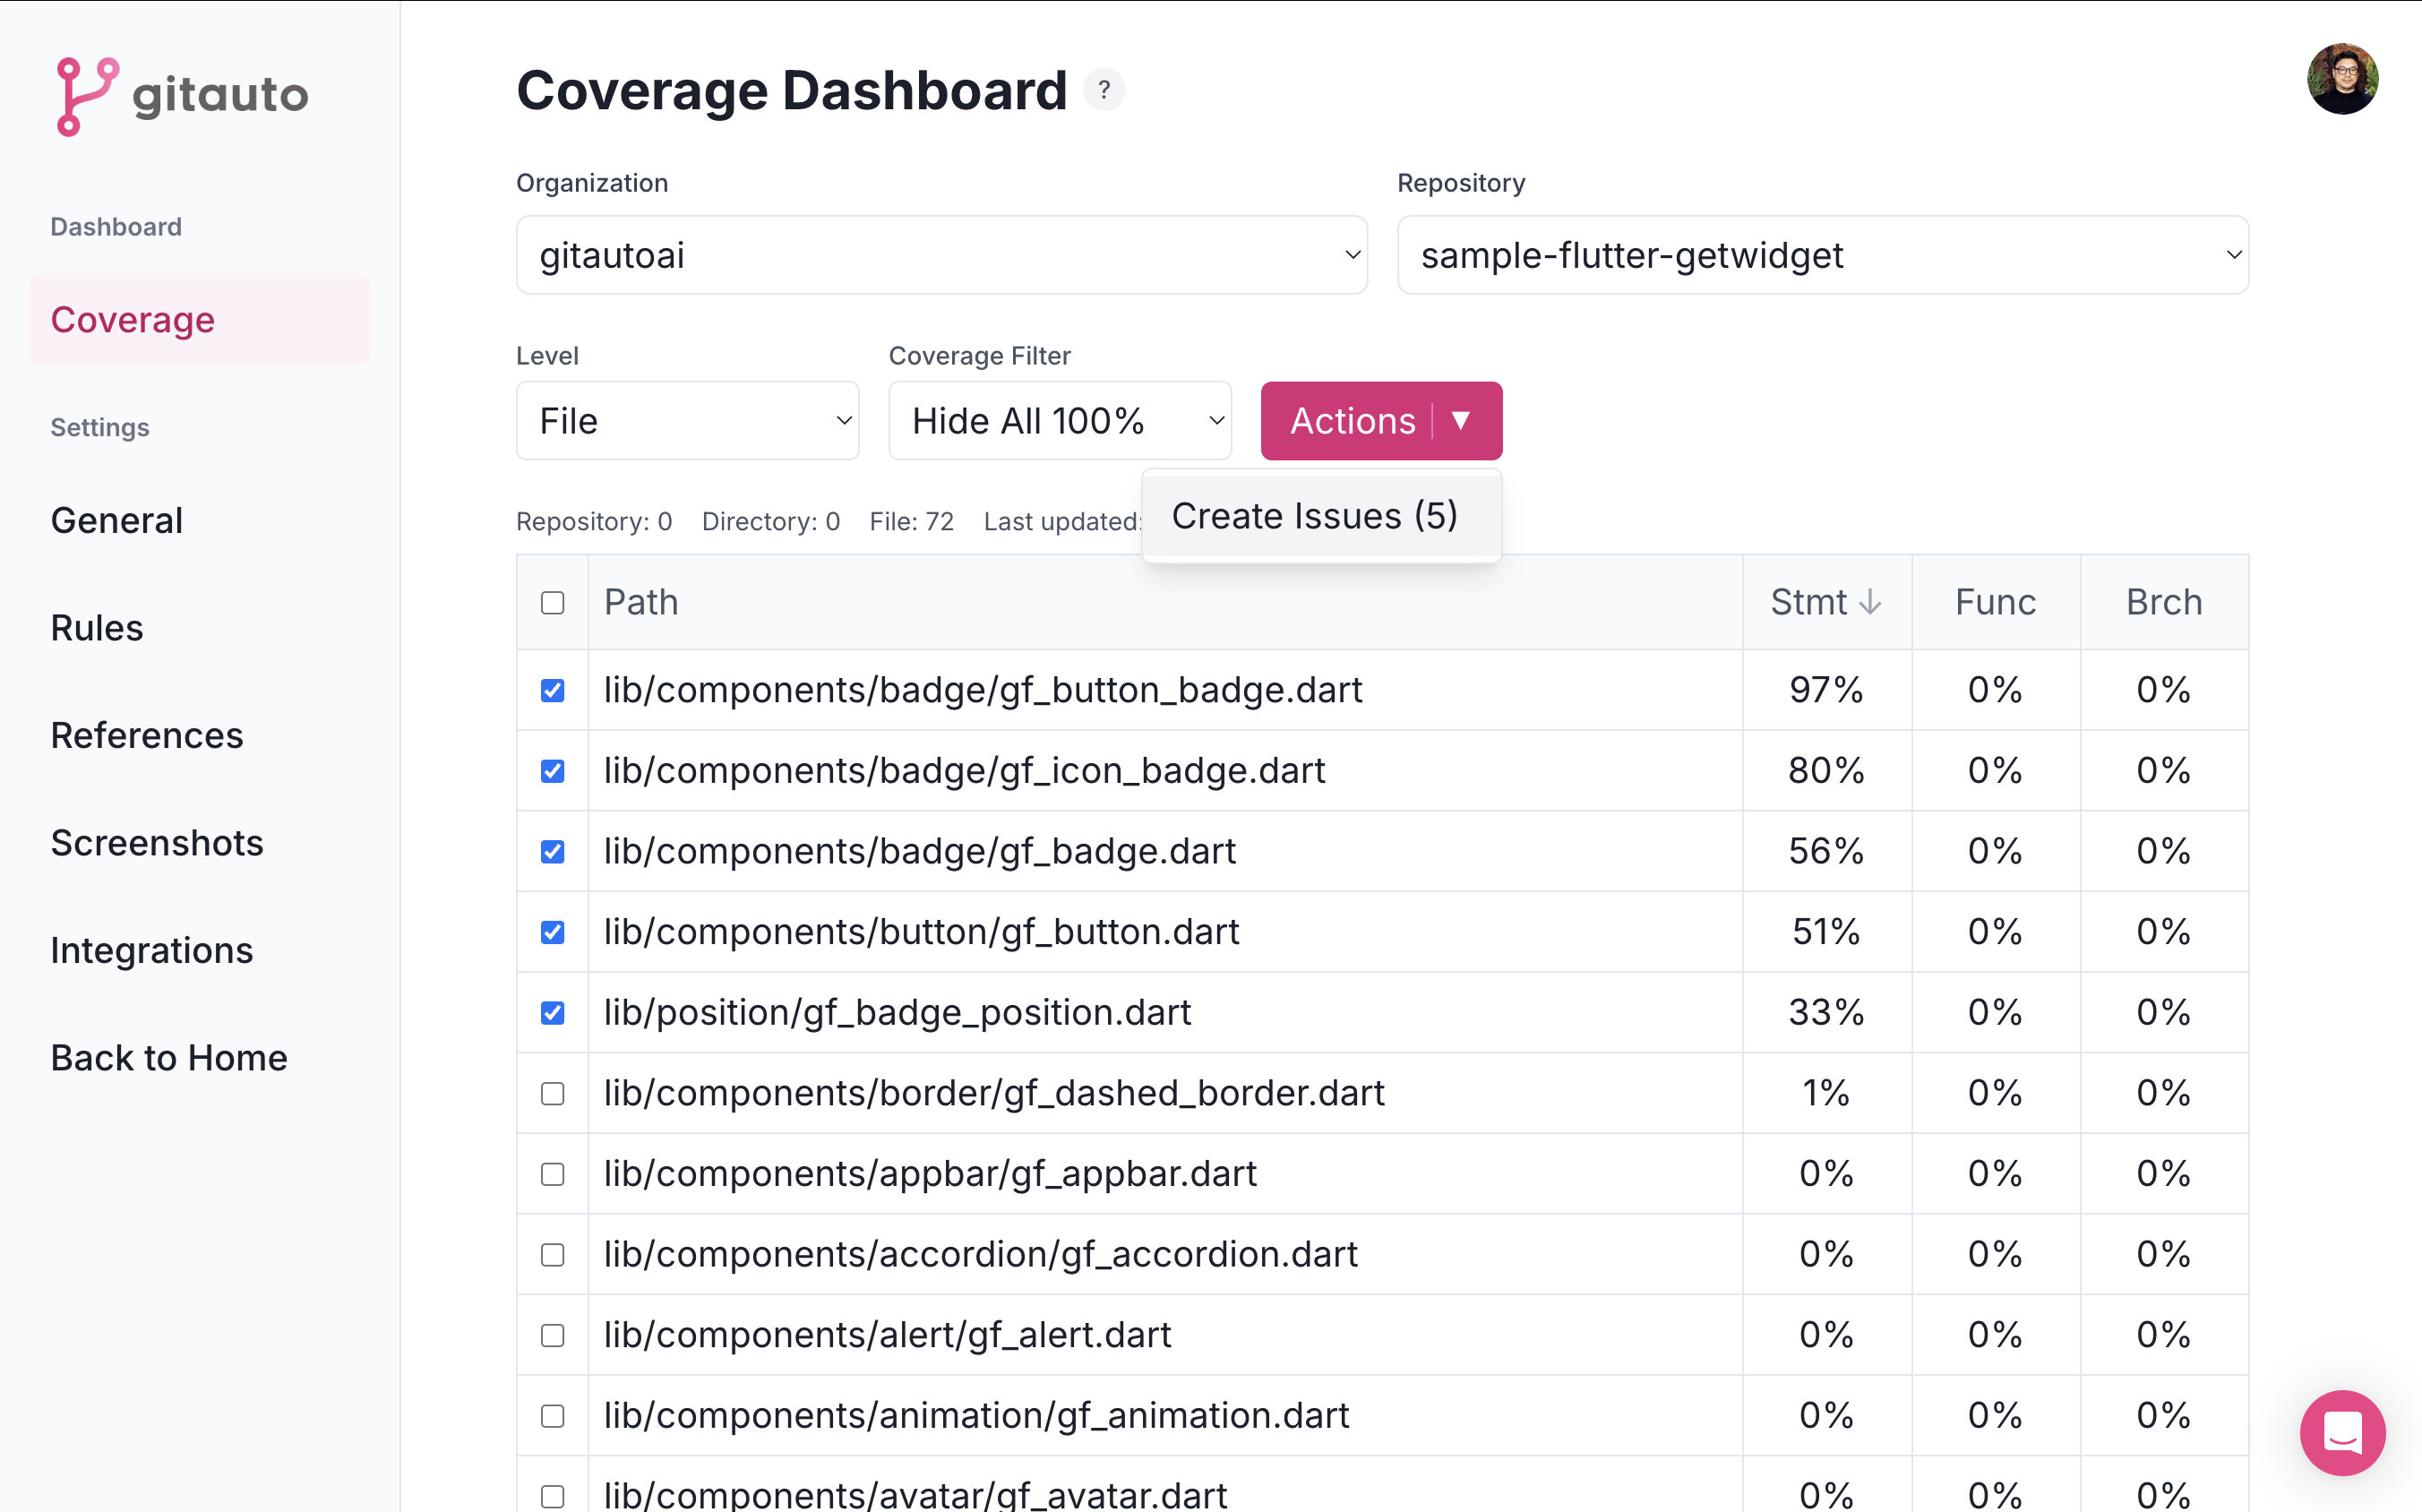 gitauto
Dashboard
Coverage
Settings
General
Rules
References
Screenshots
Integrations
Back to Home
Coverage Dashboard ?
Organization Repository
gitautoai sample-flutter-getwidget
Level Coverage Filter
File Hide All 100% Actions ▼
Create Issues (5)
Repository: 0 Directory: 0 File: 72 Last updated:
Path Stmt ↓ Func Brch
lib/components/badge/gf_button_badge.dart 97% 0% 0%
lib/components/badge/gf_icon_badge.dart 80% 0% 0%
lib/components/badge/gf_badge.dart 56% 0% 0%
lib/components/button/gf_button.dart 51% 0% 0%
lib/position/gf_badge_position.dart 33% 0% 0%
lib/components/border/gf_dashed_border.dart 1% 0% 0%
lib/components/appbar/gf_appbar.dart 0% 0% 0%
lib/components/accordion/gf_accordion.dart 0% 0% 0%
lib/components/alert/gf_alert.dart 0% 0% 0%
lib/components/animation/gf_animation.dart 0% 0% 0%
lib/components/avatar/gf_avatar.dart 0% 0% 0%